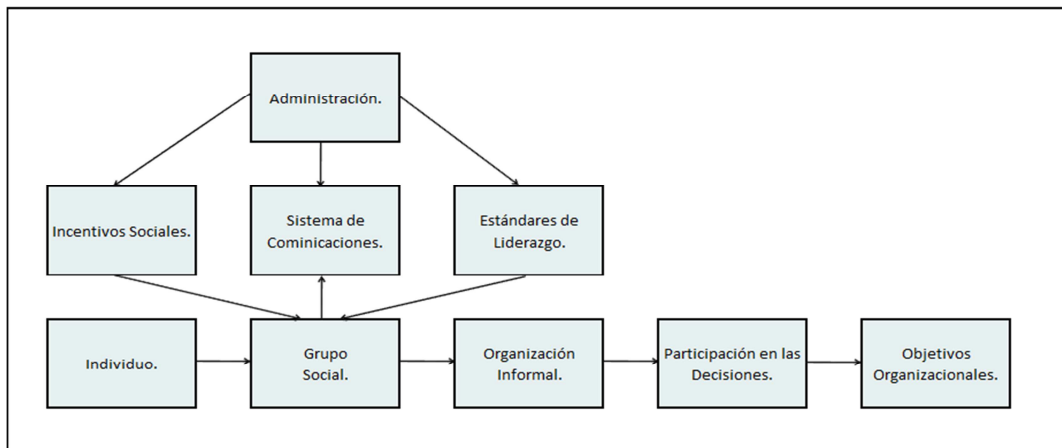 Administración.
Incentivos Sociales.
Sistema de
Cominicaciones.
Estándares de
Liderazgo.
Individuo.
Grupo
Social.
Organización
Informal.
Participación en las
Decisiones.
Objetivos
Organizacionales.